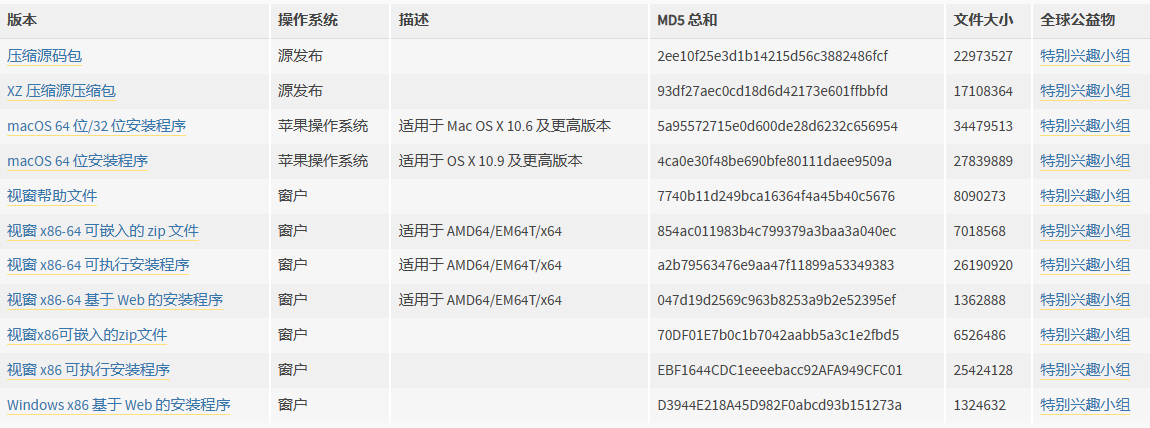 版本 操作系统 描述 MD5 总和 文件大小 全球公益物
压缩源码包 源发布 2ee10f25e3d1b14215d56c3882486fcf 22973527 特别兴趣小组
XZ 压缩源压缩包 源发布 93df27aec0cd18d6d42173e601ffbbfd 17108364 特别兴趣小组
macOS 64 位/32 位安装程序 苹果操作系统 适用于 Mac OS X 10.6 及更高版本 5a95572715e0d600de28d6232c656954 34479513 特别兴趣小组
macOS 64 位安装程序 苹果操作系统 适用于 OS X 10.9 及更高版本 4ca0e30f48be690bfe80111daee9509a 27839889 特别兴趣小组
视窗帮助文件 窗户 7740b11d249bca16364f4a45b40c5676 8090273 特别兴趣小组
视窗 x86-64 可嵌入的 zip 文件 窗户 适用于 AMD64/EM64T/x64 854ac011983b4c799379a3baa3a040ec 7018568 特别兴趣小组
视窗 x86-64 可执行安装程序 窗户 适用于 AMD64/EM64T/x64 a2b79563476e9aa47f11899a53349383 26190920 特别兴趣小组
视窗 x86-64 基于 Web 的安装程序 窗户 适用于 AMD64/EM64T/x64 047d19d2569c963b8253a9b2e52395ef 1362888 特别兴趣小组
视窗x86可嵌入的zip文件 窗户 70DF01E7b0c1b7042aabb5a3c1e2fbd5 6526486 特别兴趣小组
视窗 x86 可执行安装程序 窗户 EBF1644CDC1eeeebacc92AFA949CFC01 25424128 特别兴趣小组
Windows x86 基于 Web 的安装程序 窗户 D3944E218A45D982F0abcd93b151273a 1324632 特别兴趣小组